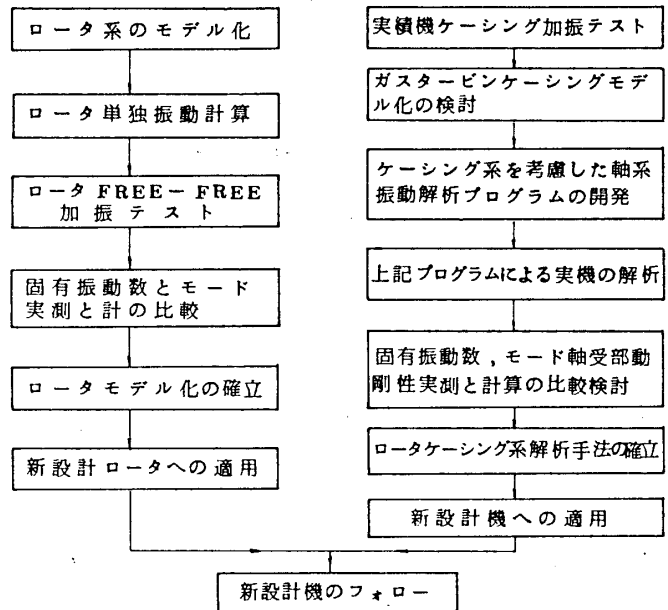 ロータ系のモデル化
ロータ単独振動計算
ロータFREE－FREE
加振テスト
固有振動数とモード
実測と計の比較
ロータモデル化の確立
新設計ロータへの適用
実績機ケーシング加振テスト
ガスタービンケーシングモデ
ル化の検討
ケーシング系を考慮した軸系
振動解析プログラムの開発
上記プログラムによる実機の解析
固有振動数，モード軸受部動
剛性実測と計算の比較検討
ロータケーシング系解析手法の確立
新設計機への適用
新設計機のフォロー